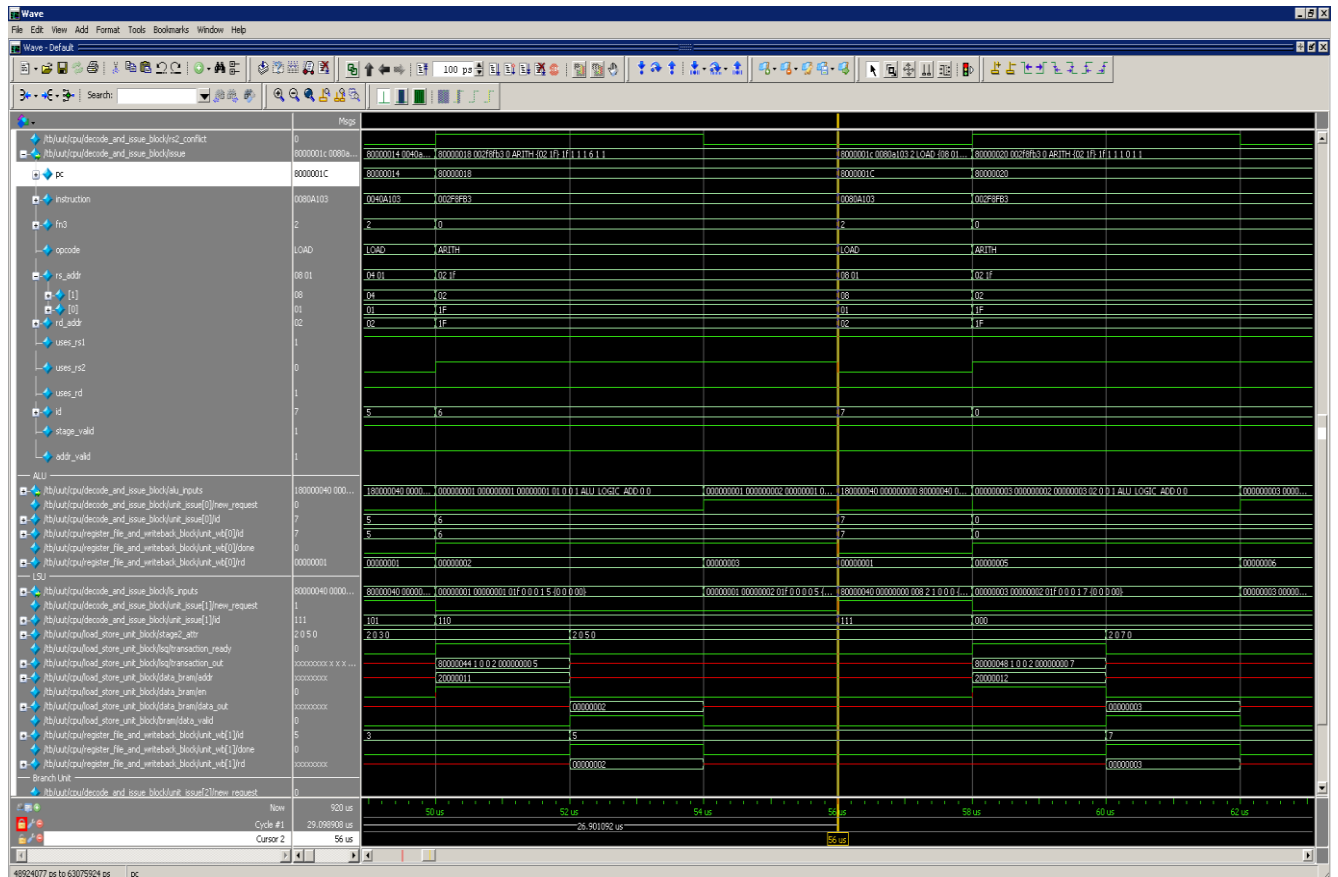 Wave
File Edit View Add Format Tools Bookmarks Window Help
Wave - Default
100 ps
Search:
Msgs
/tb/uut/cpu/decode_and_issue_block/rs2_conflict 0
/tb/uut/cpu/decode_and_issue_block/issue 8000001c 0080a... 80000014 0040a... 80000018 002f8fb3 0 ARITH {02 1f} 1f 1 1 1 6 1 1 8000001c 0080a103 2 LOAD {08 01... 80000020 002f8fb3 0 ARITH {02 1f} 1f 1 1 1 0 1 1
pc 8000001C 80000014 80000018 8000001C 80000020
instruction 0080A103 0040A103 002F8FB3 0080A103 002F8FB3
fn3 2 2 0 2 0
opcode LOAD LOAD ARITH LOAD ARITH
rs_addr 08 01 04 01 02 1f 08 01 02 1f
[1] 08 04 02 08 02
[0] 01 01 1F 01 1F
rd_addr 02 02 1F 02 1F
uses_rs1 1
uses_rs2 0
uses_rd 1
id 7 5 6 7 0
stage_valid 1
addr_valid 1
ALU
/tb/uut/cpu/decode_and_issue_block/alu_inputs 180000040 000... 180000040 0000... 000000001 000000001 00000001 01 0 0 1 ALU_LOGIC_ADD 0 0 000000001 000000002 00000001 0... 180000040 000000000 80000040 0... 000000003 000000002 00000003 02 0 0 1 ALU_LOGIC_ADD 0 0 000000003 0000...
/tb/uut/cpu/decode_and_issue_block/unit_issue[0]/new_request 0
/tb/uut/cpu/decode_and_issue_block/unit_issue[0]/id 7 5 6 7 0
/tb/uut/cpu/register_file_and_writeback_block/unit_wb[0]/id 7 5 6 7 0
/tb/uut/cpu/register_file_and_writeback_block/unit_wb[0]/done 0
/tb/uut/cpu/register_file_and_writeback_block/unit_wb[0]/rd 00000001 00000001 00000002 00000003 00000001 00000005 00000006
LSU
/tb/uut/cpu/decode_and_issue_block/ls_inputs 80000040 0000... 80000040 00000... 00000001 00000001 01f 0 0 0 1 5 {0 0 00} 00000001 00000002 01f 0 0 0 0 5 {... 80000040 00000000 008 2 1 0 0 0 {... 00000003 00000002 01f 0 0 0 1 7 {0 0 00} 00000003 00000...
/tb/uut/cpu/decode_and_issue_block/unit_issue[1]/new_request 1
/tb/uut/cpu/decode_and_issue_block/unit_issue[1]/id 111 101 110 111 000
/tb/uut/cpu/load_store_unit_block/stage2_attr 2 0 5 0 2 0 3 0 2 0 5 0 2 0 7 0
/tb/uut/cpu/load_store_unit_block/lsq/transaction_ready 0
/tb/uut/cpu/load_store_unit_block/lsq/transaction_out xxxxxxxx x x x ... 80000044 1 0 0 2 00000000 5 80000048 1 0 0 2 00000000 7
/tb/uut/cpu/load_store_unit_block/data_bram/addr xxxxxxxx 20000011 20000012
/tb/uut/cpu/load_store_unit_block/data_bram/en 0
/tb/uut/cpu/load_store_unit_block/data_bram/data_out xxxxxxxx 00000002 00000003
/tb/uut/cpu/load_store_unit_block/bram/data_valid 0
/tb/uut/cpu/register_file_and_writeback_block/unit_wb[1]/id 5 3 5 7
/tb/uut/cpu/register_file_and_writeback_block/unit_wb[1]/done 0
/tb/uut/cpu/register_file_and_writeback_block/unit_wb[1]/rd xxxxxxxx 00000002 00000003
Branch Unit
/tb/uut/cpu/decode_and_issue_block/unit_issue[2]/new_request 0
Now 920 us 50 us 52 us 54 us 56 us 58 us 60 us 62 us
Cycle #1 29.098908 us 26.901092 us
Cursor 2 56 us 56 us
48924077 ps to 63075924 ps pc